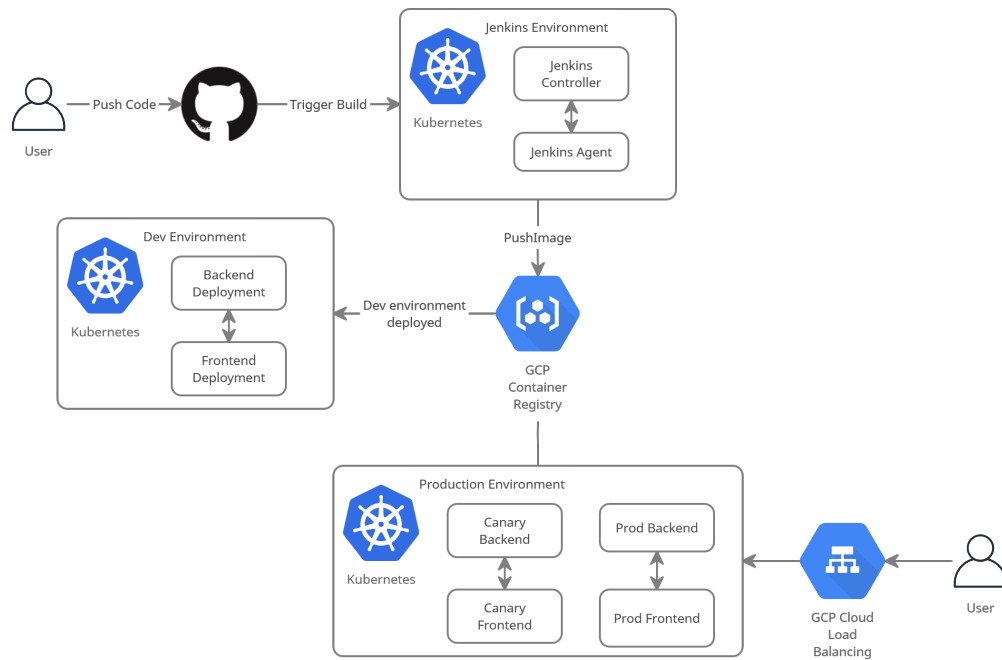 Jenkins Environment
Jenkins
Controller
Push Code
Trigger Build
Kubernetes
User
Jenkins Agent
PushImage
Dev Environment
Backend
Deployment
Dev environment
deployed
Kubernetes
Frontend
Deployment
GCP
Container
Registry
Production Environment
Canary
Backend
Prod Backend
Kubernetes
Canary
Frontend
Prod Frontend
User
GCP Cloud
Load
Balancing